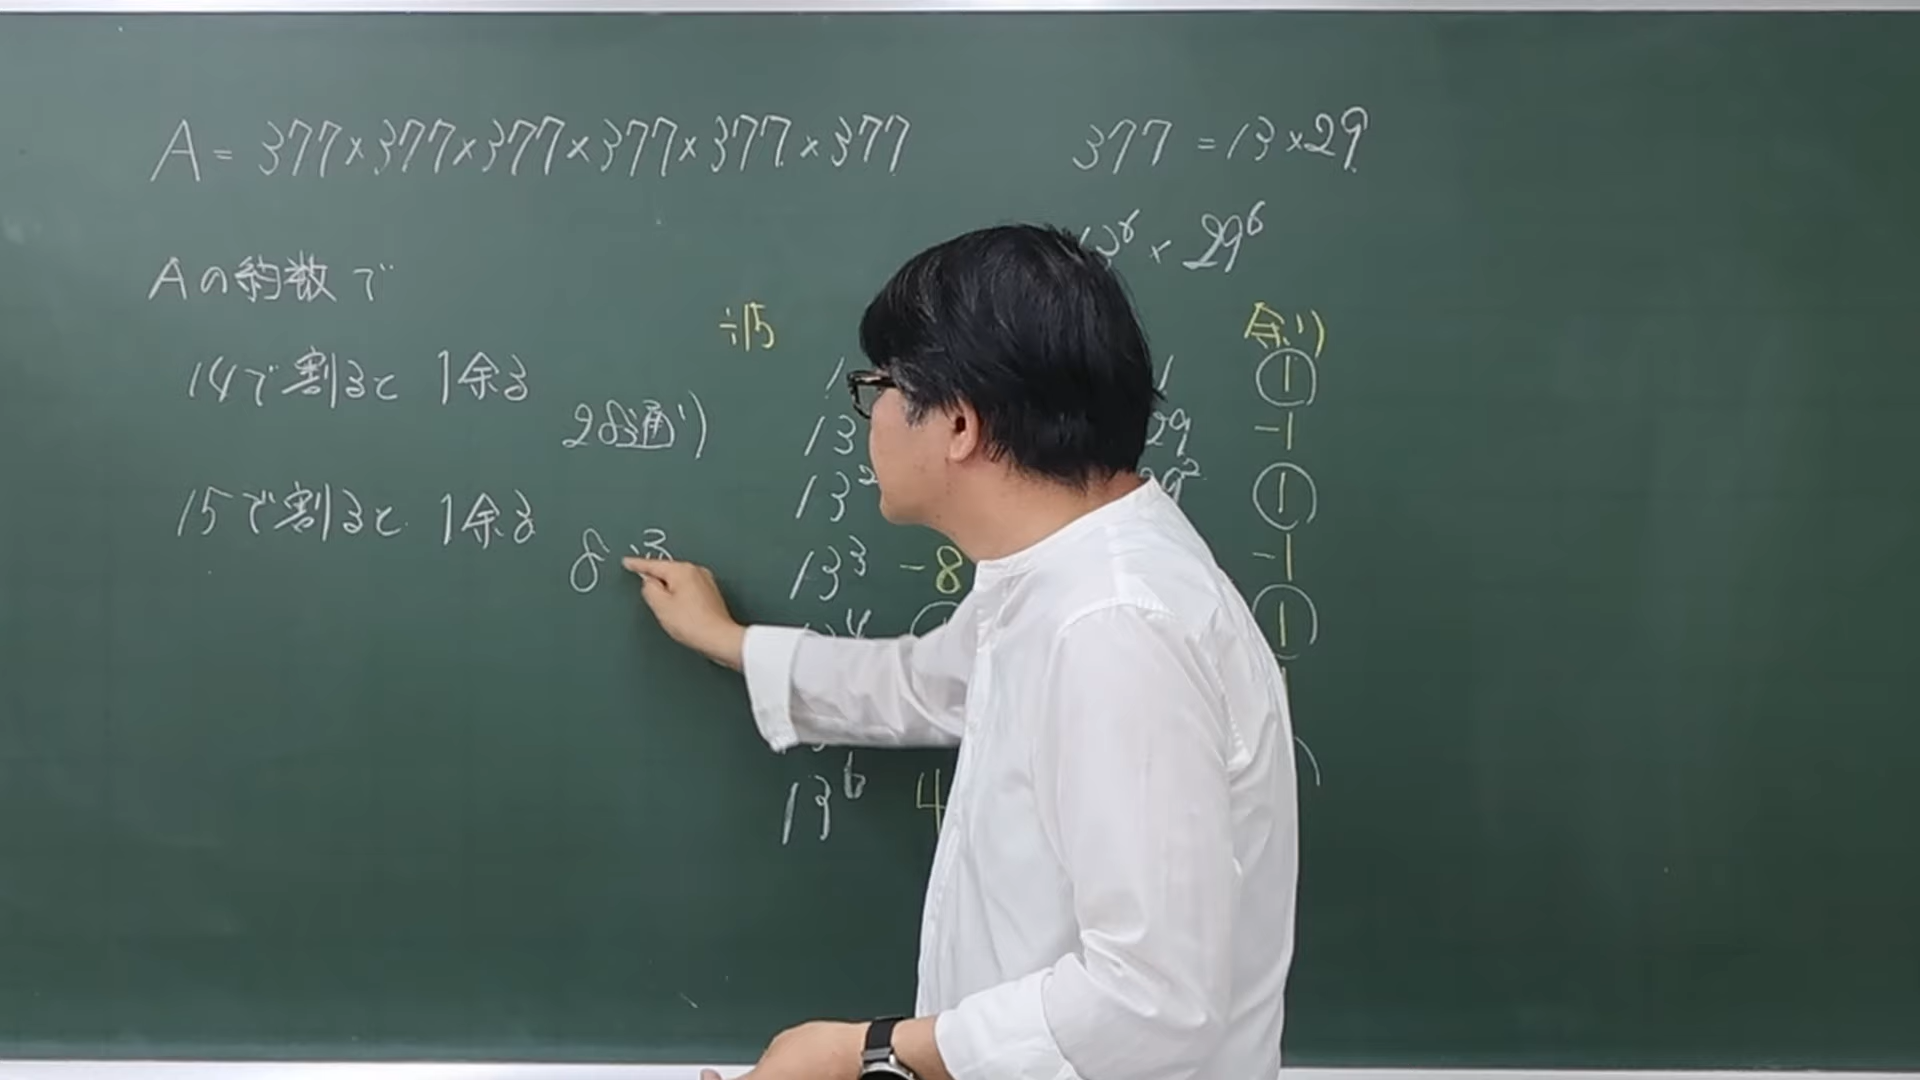 A = 377×377×377×377×377×377
377 = 13×29
× 29⁶
Aの約数で
÷15
余り
14で割ると 1余る
28通り
15で割ると 1余る
8
1
13
13²
13³ -8
13⁶ 4
1 ①
29 -1
29² ①
-1
①